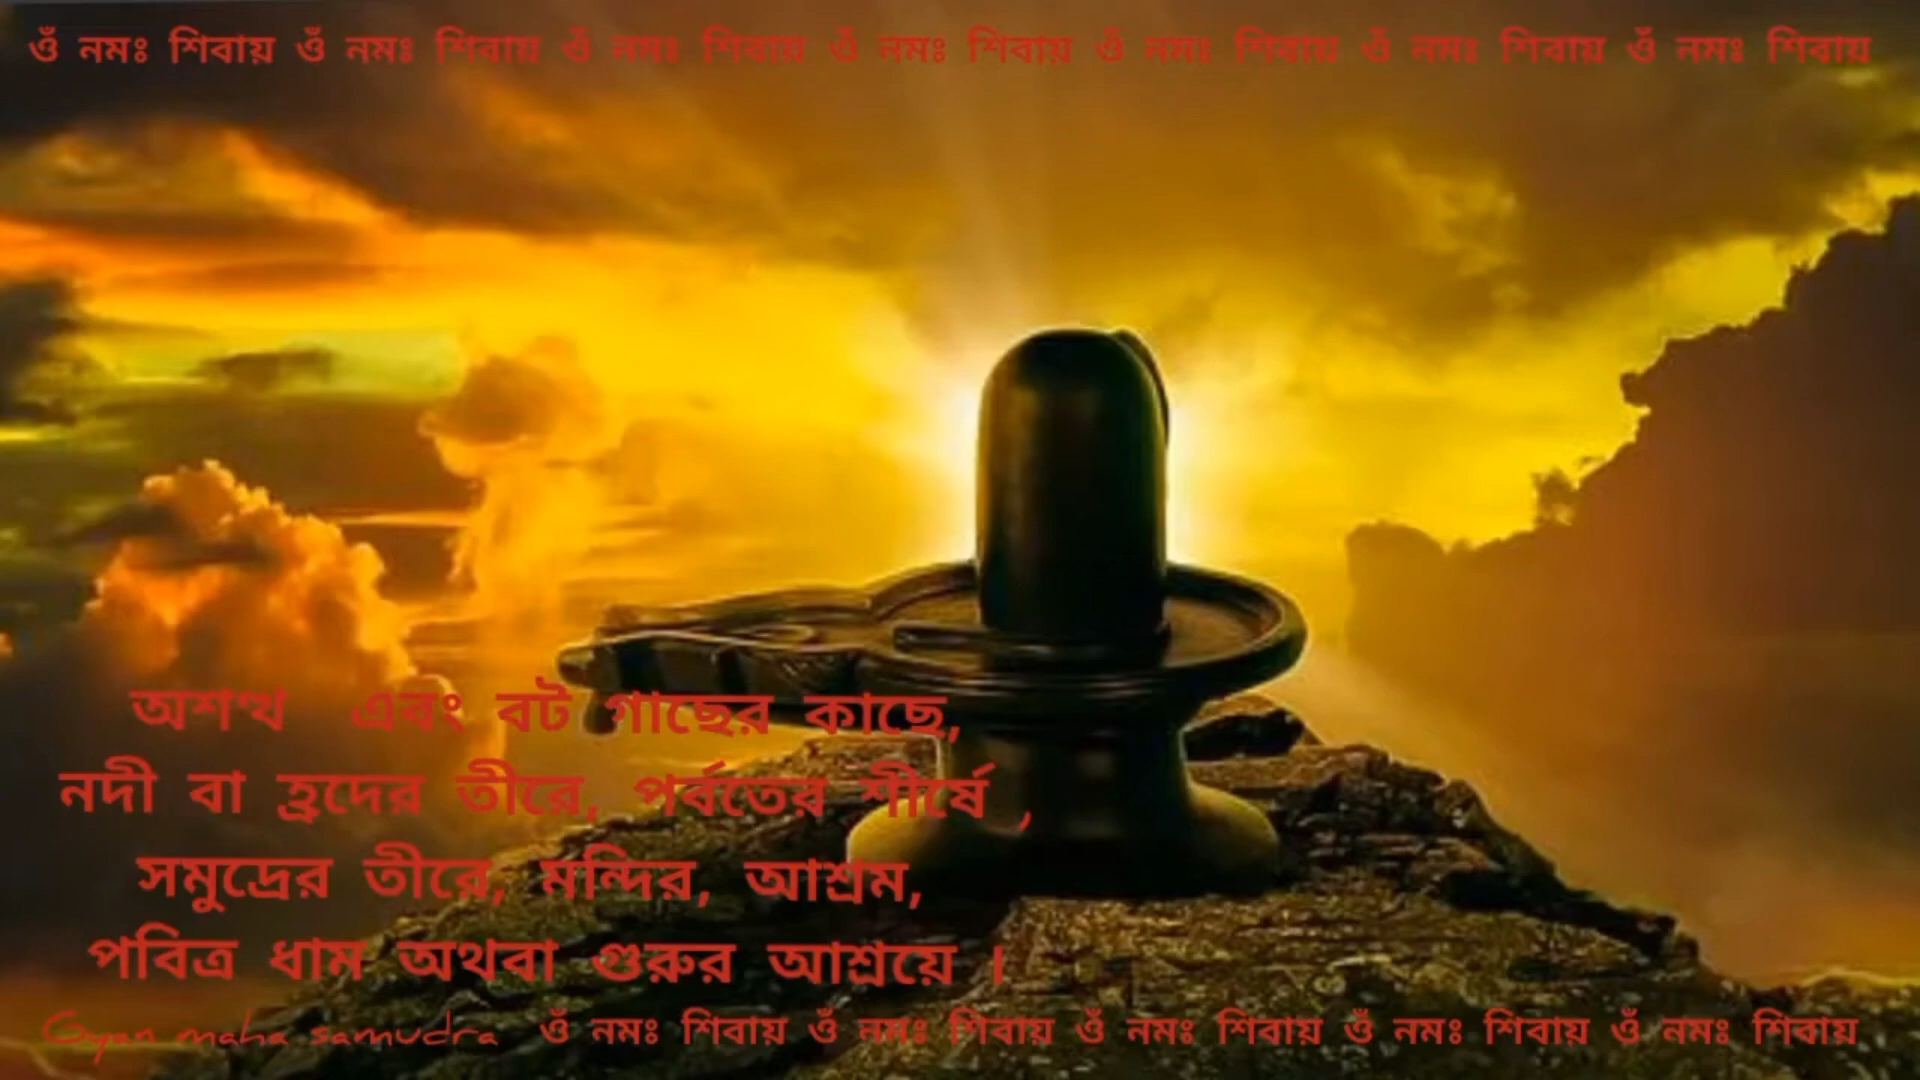 ওঁ নমঃ শিবায় ওঁ নমঃ শিবায় ওঁ নমঃ শিবায় ওঁ নমঃ শিবায় ওঁ নমঃ শিবায় ওঁ নমঃ শিবায় ওঁ নমঃ শিবায়
অশত্থ এবং বট গাছের কাছে,
নদী বা হ্রদের তীরে, পর্বতের শীর্ষে ,
সমুদ্রের তীরে, মন্দির, আশ্রম,
পবিত্র ধাম অথবা গুরুর আশ্রয়ে ।
Gyan maha samudra ওঁ নমঃ শিবায় ওঁ নমঃ শিবায় ওঁ নমঃ শিবায় ওঁ নমঃ শিবায় ওঁ নমঃ শিবায়